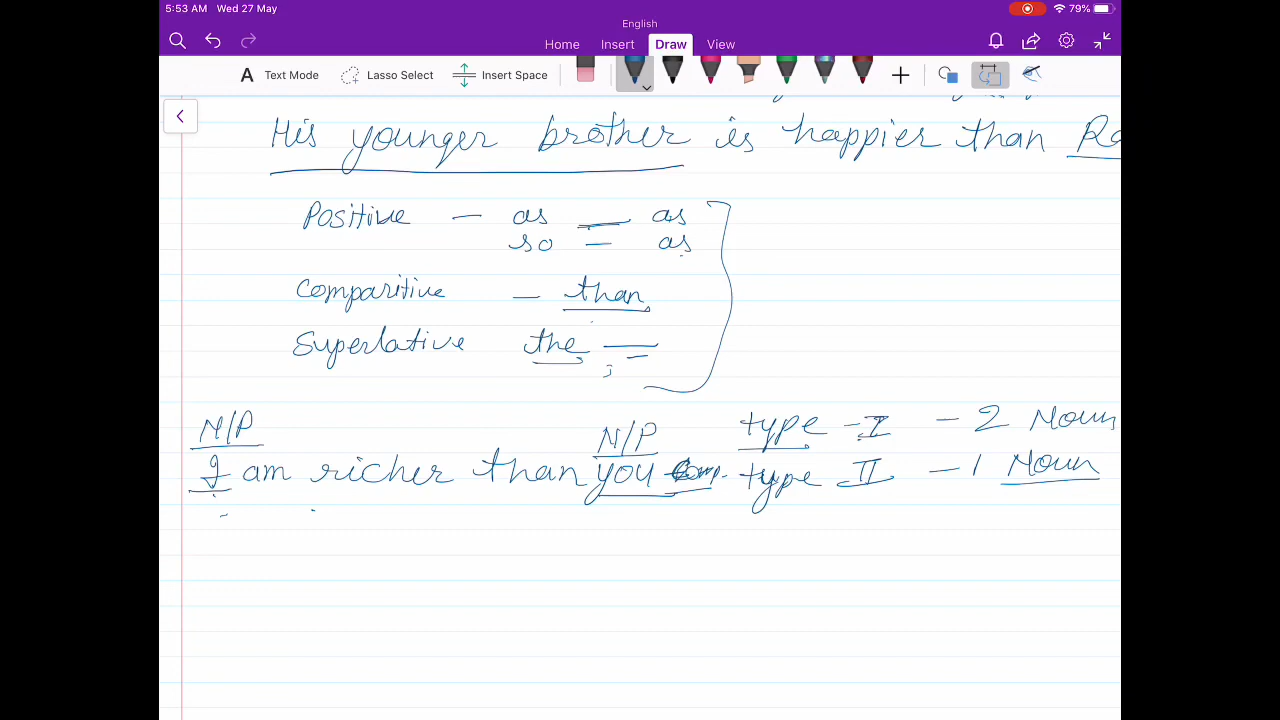 5:53 AM Wed 27 May 79%
English
Home Insert Draw View
Text Mode Lasso Select Insert Space
His younger brother is happier than
Positive – as — as
so – as
Comparitive – than
Superlative the —
N/P N/P type – I – 2 Noun
I am richer than you Comp. type II – 1 Noun